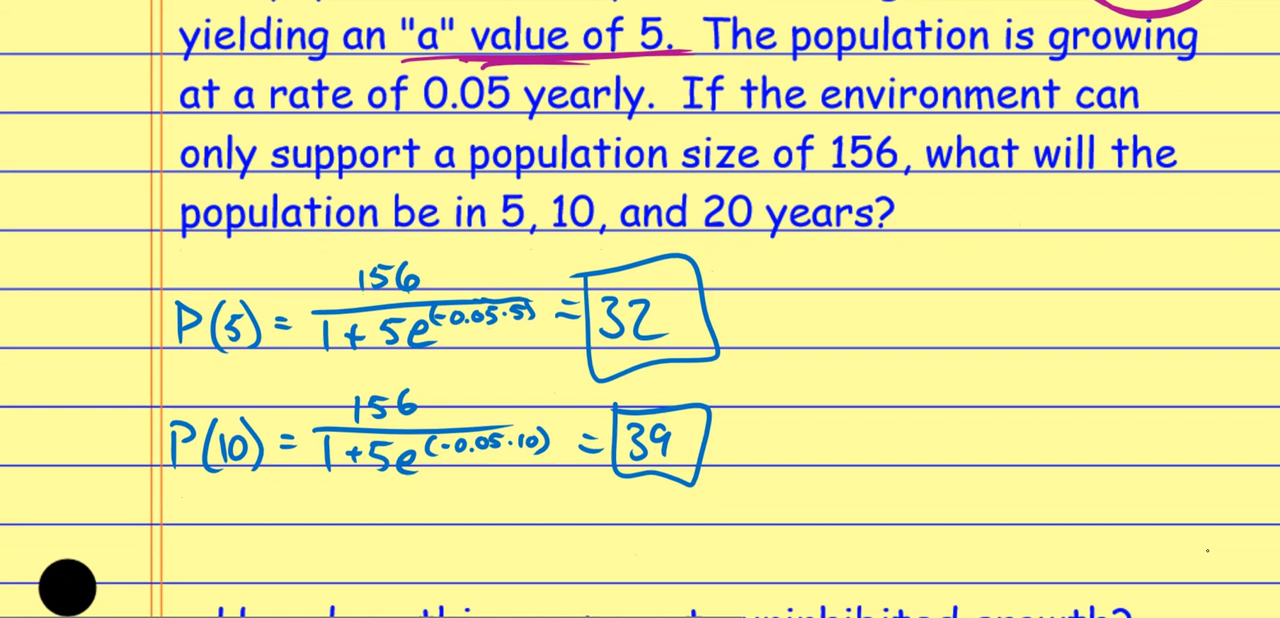 yielding an "a" value of 5. The population is growing
at a rate of 0.05 yearly. If the environment can
only support a population size of 156, what will the
population be in 5, 10, and 20 years?
156
P(5) = 1 + 5e^(-0.05·5) = 32
156
P(10) = 1+5e^(-0.05·10) = 39
growth?